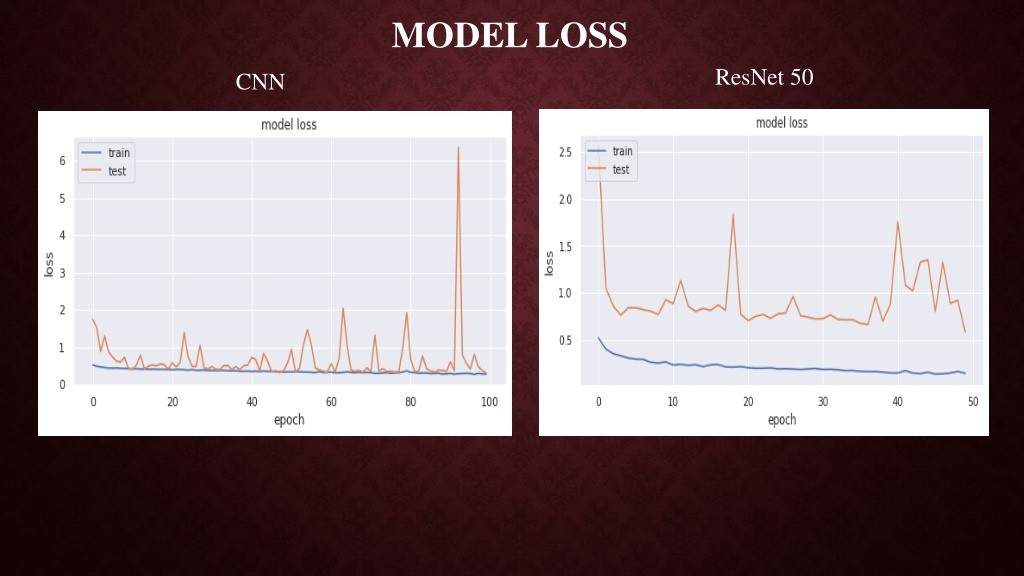 MODEL LOSS
CNN
ResNet 50
model loss
train
test
6
5
4
3
2
1
0
loss
0 20 40 60 80 100
epoch
model loss
train
test
2.5
2.0
1.5
1.0
0.5
loss
0 10 20 30 40 50
epoch